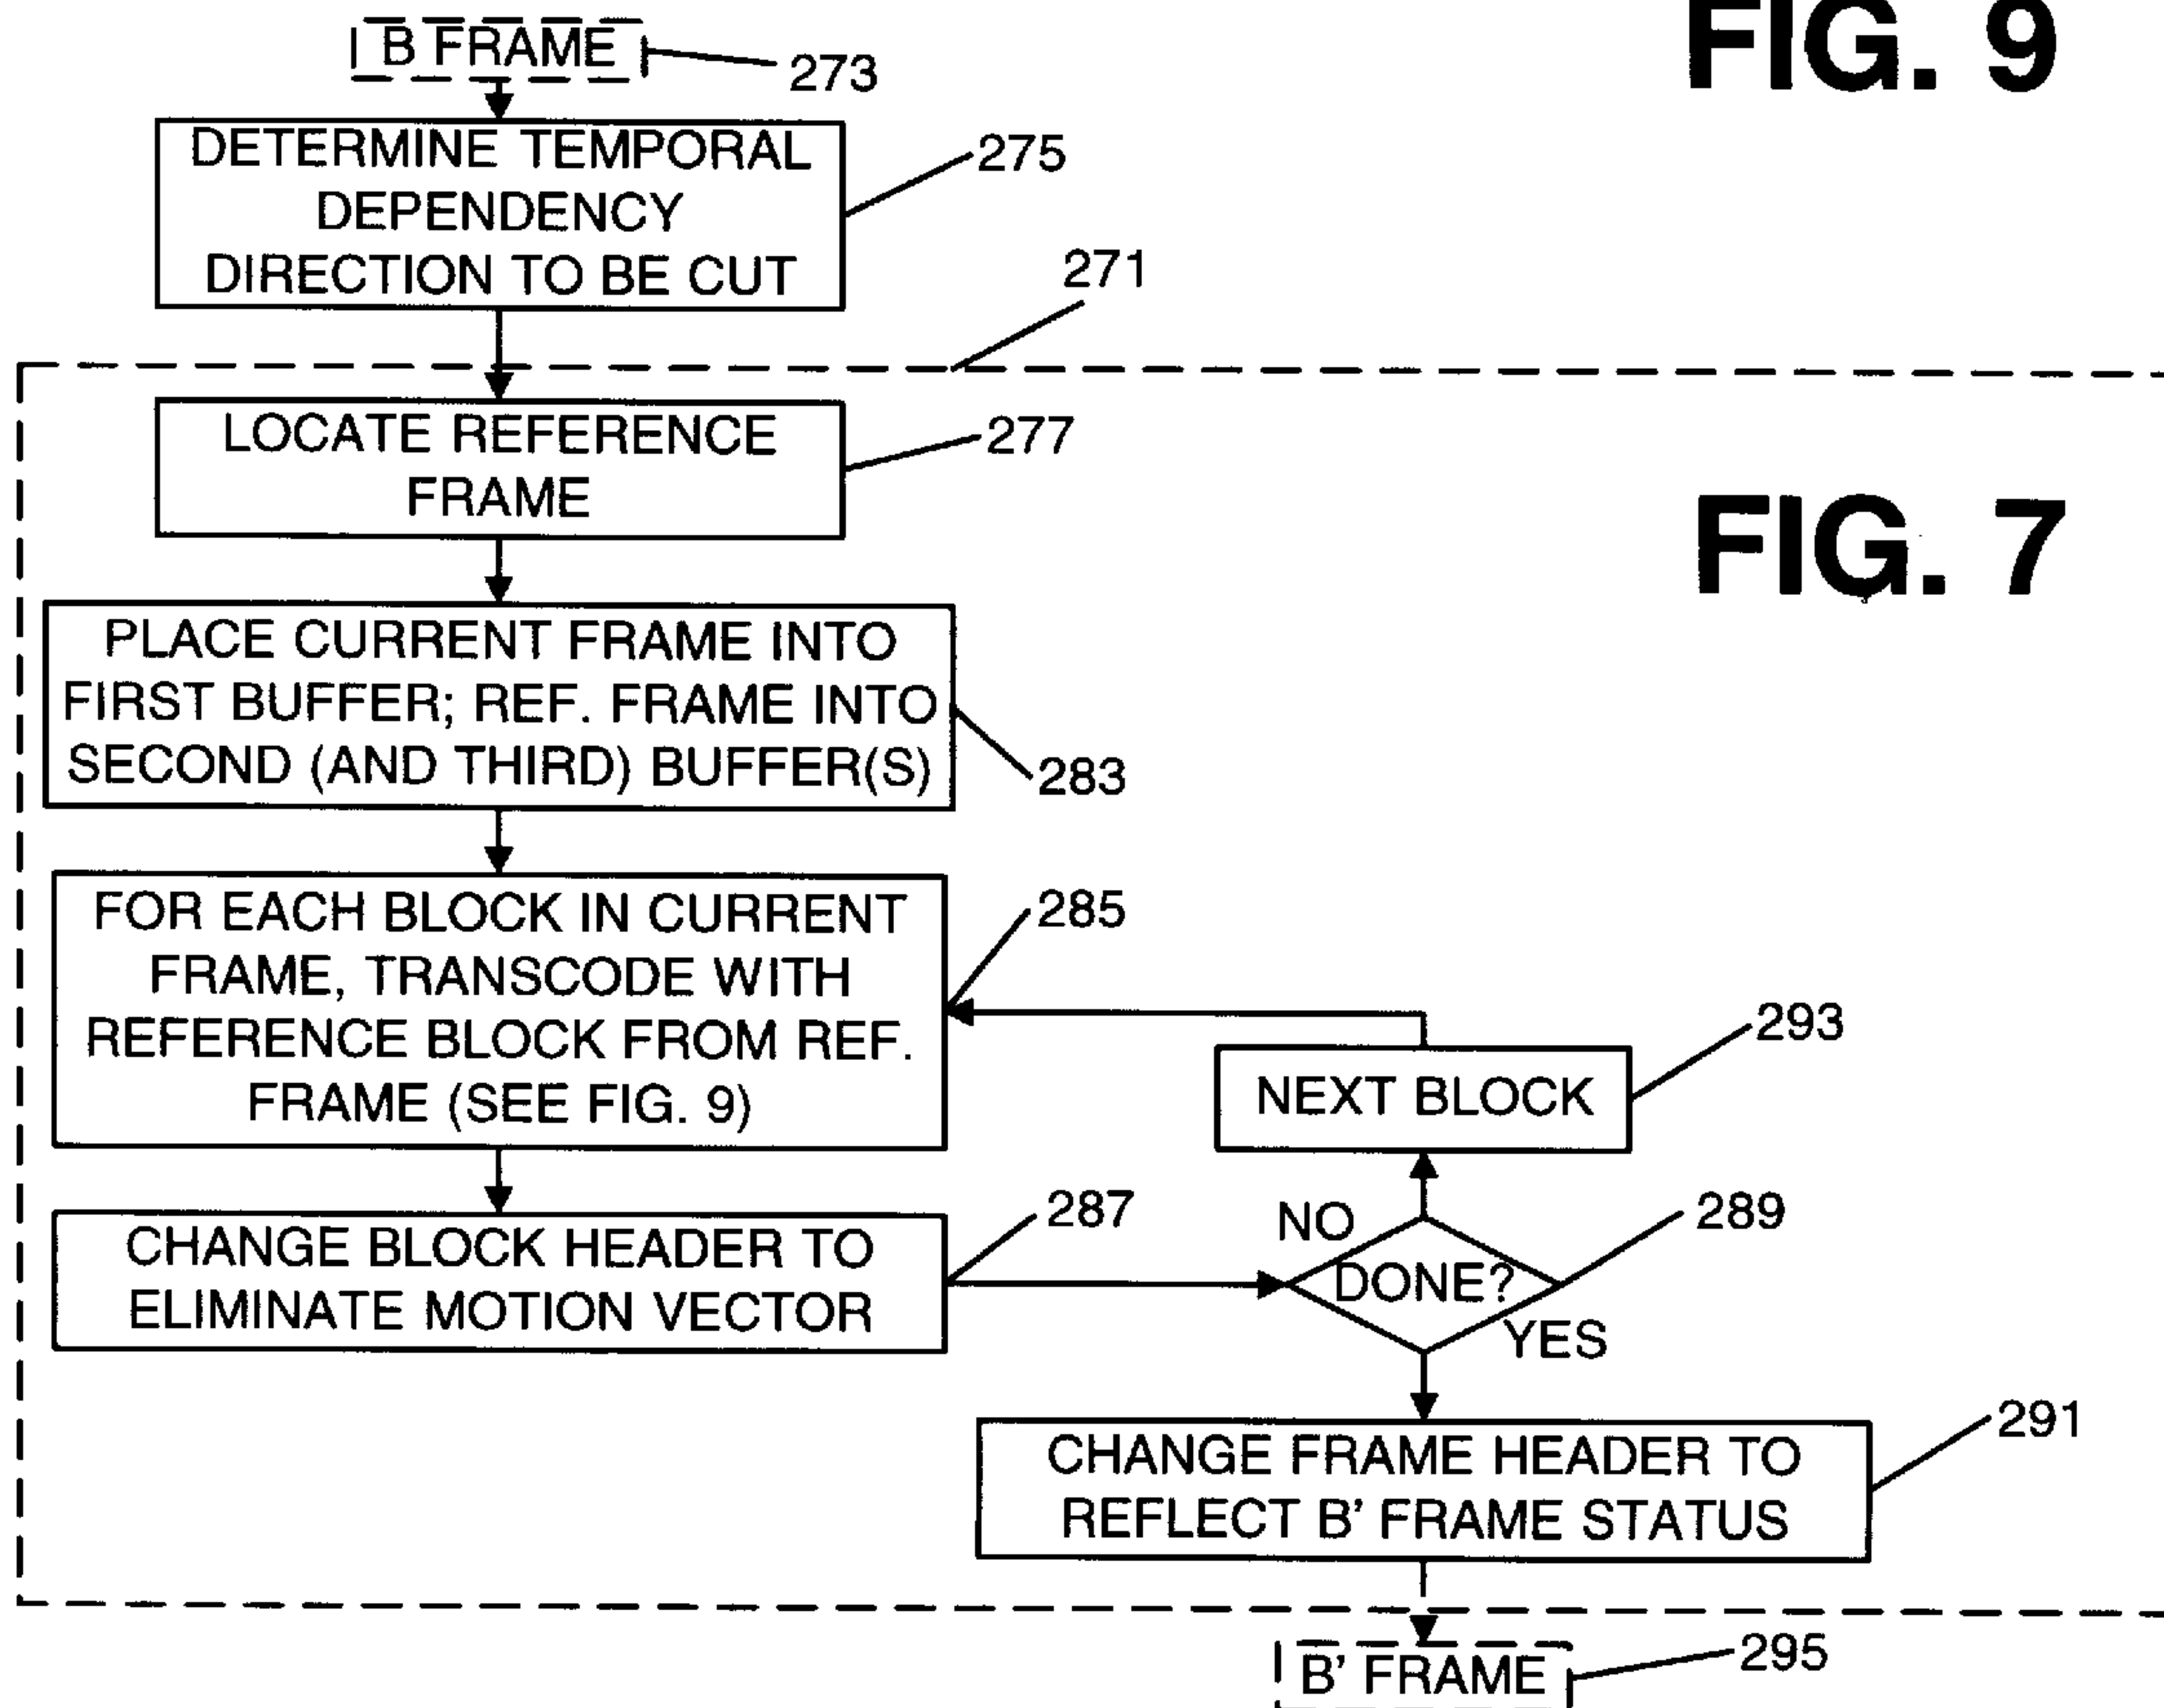 FIG. 9
B FRAME
273
DETERMINE TEMPORAL
DEPENDENCY
DIRECTION TO BE CUT
275
271
LOCATE REFERENCE
FRAME
277
FIG. 7
PLACE CURRENT FRAME INTO
FIRST BUFFER; REF. FRAME INTO
SECOND (AND THIRD) BUFFER(S)
283
FOR EACH BLOCK IN CURRENT
FRAME, TRANSCODE WITH
REFERENCE BLOCK FROM REF.
FRAME (SEE FIG. 9)
285
NEXT BLOCK
293
CHANGE BLOCK HEADER TO
ELIMINATE MOTION VECTOR
287
NO
DONE?
YES
289
CHANGE FRAME HEADER TO
REFLECT B' FRAME STATUS
291
B' FRAME
295